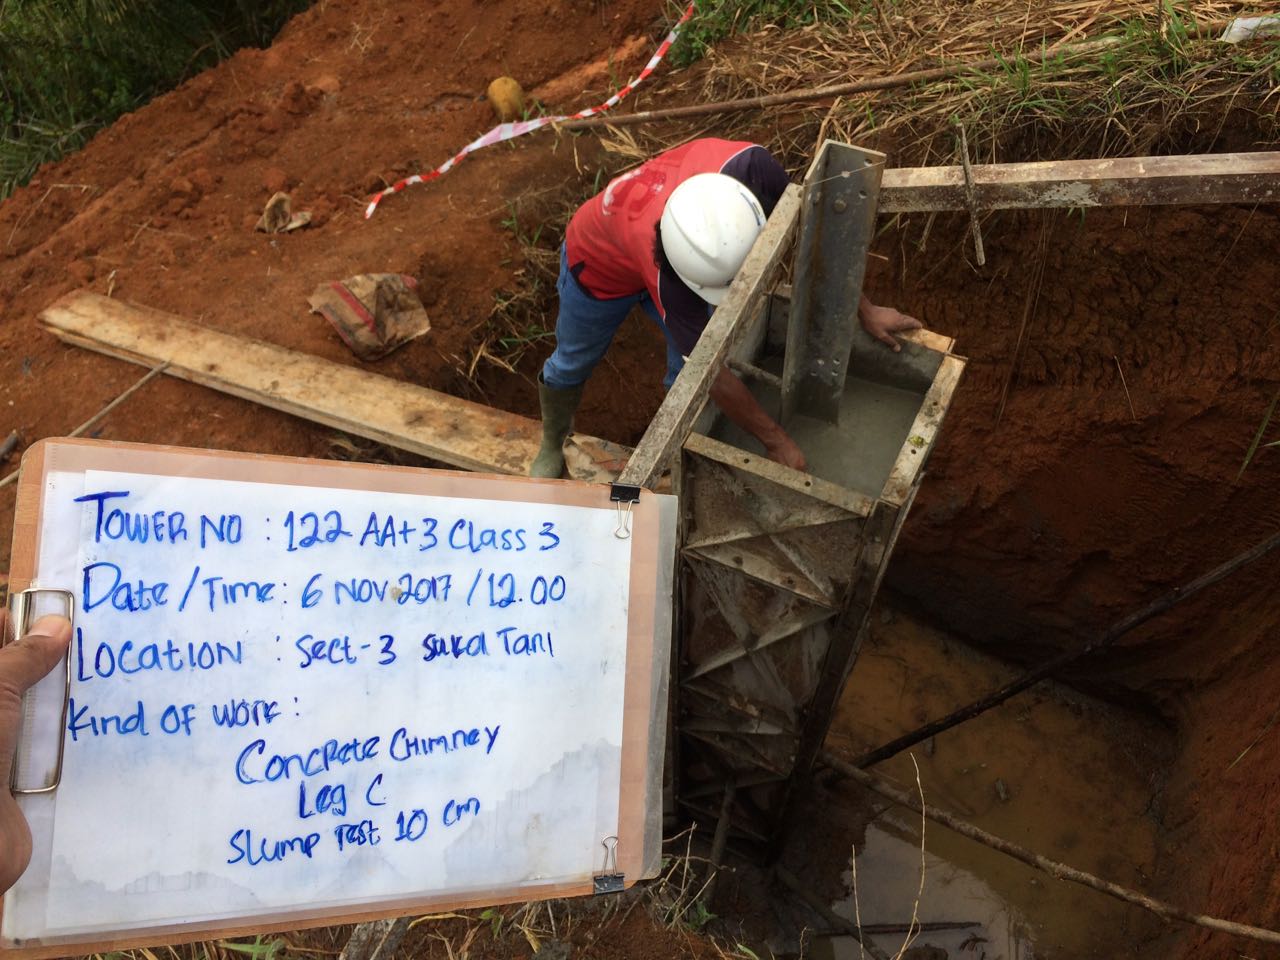 TOWER NO : 122 AA+3 Class 3
Date/Time: 6 NOV 2017 / 12.00
LOCATION : Sect-3 suka Tani
Kind OF WORK :
Concrete Chimney
Leg C
Slump Test 10 cm